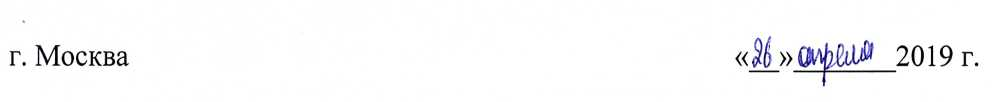 г. Москва «26» апреля 2019 г.